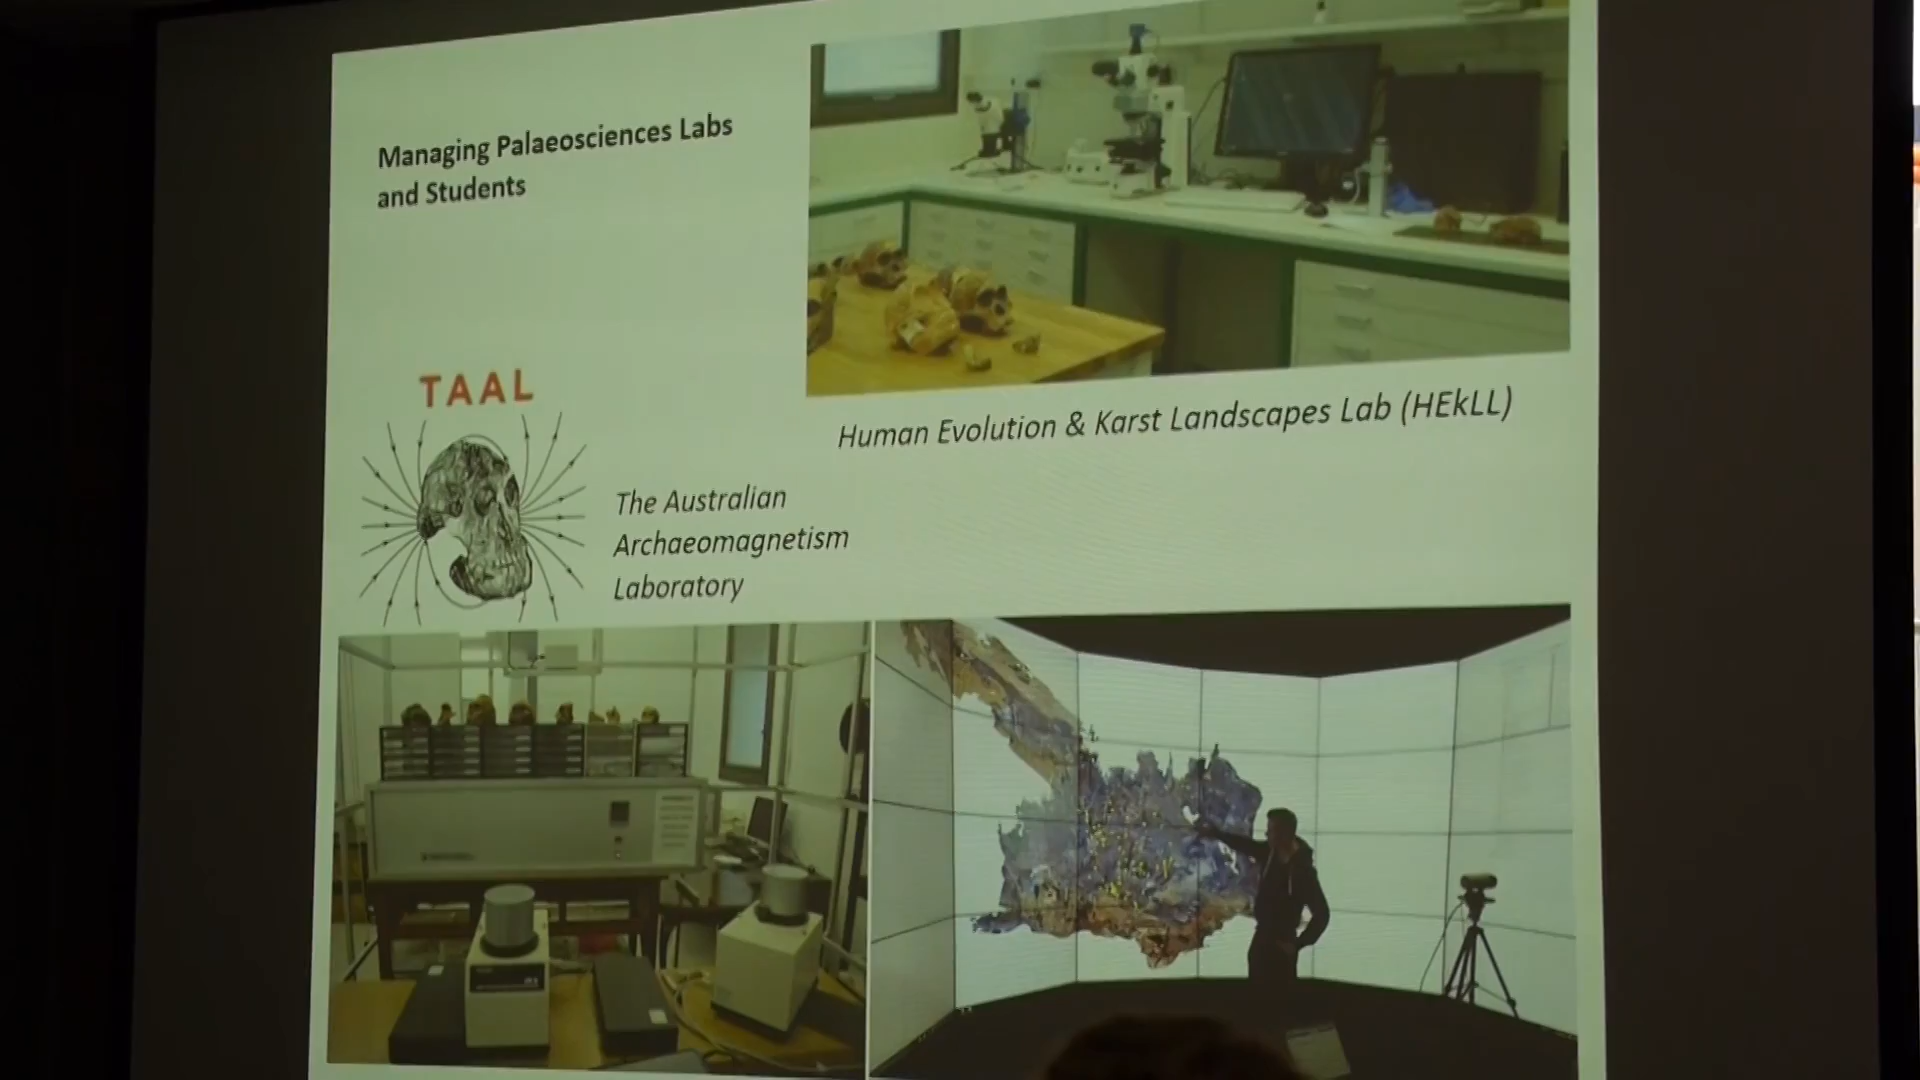 Managing Palaeosciences Labs
and Students
TAAL
Human Evolution & Karst Landscapes Lab (HEkLL)
The Australian
Archaeomagnetism
Laboratory